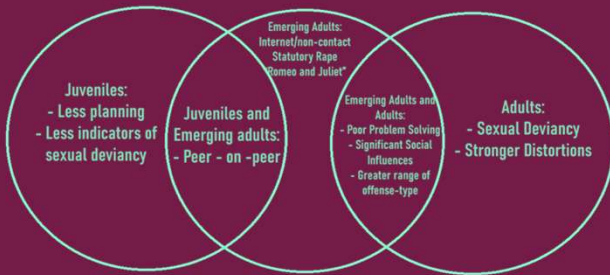 Juveniles:
- Less planning
- Less indicators of
sexual deviancy
Juveniles and
Emerging adults:
- Peer - on -peer
Emerging Adults:
Internet/non-contact
Statutory Rape
"Romeo and Juliet"
Emerging Adults and
Adults:
- Poor Problem Solving
- Significant Social
Influences
- Greater range of
offense-type
Adults:
- Sexual Deviancy
- Stronger Distortions